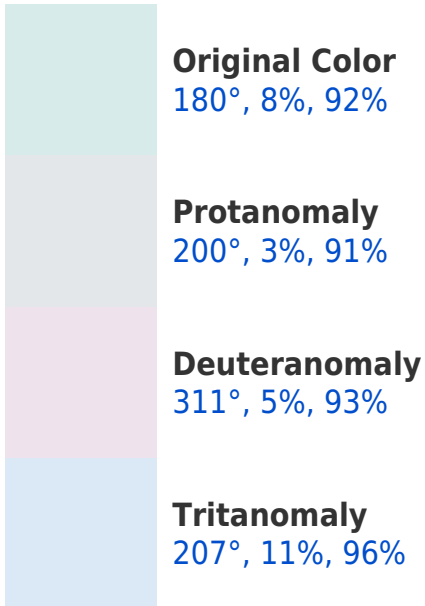 Original Color
180°, 8%, 92%
Protanomaly
200°, 3%, 91%
Deuteranomaly
311°, 5%, 93%
Tritanomaly
207°, 11%, 96%